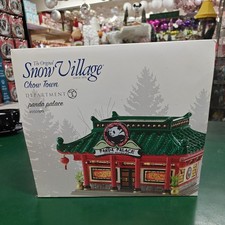 The Original
Snow Village
Chow Town
DEPARTMENT 56
panda palace
PANDA PALACE